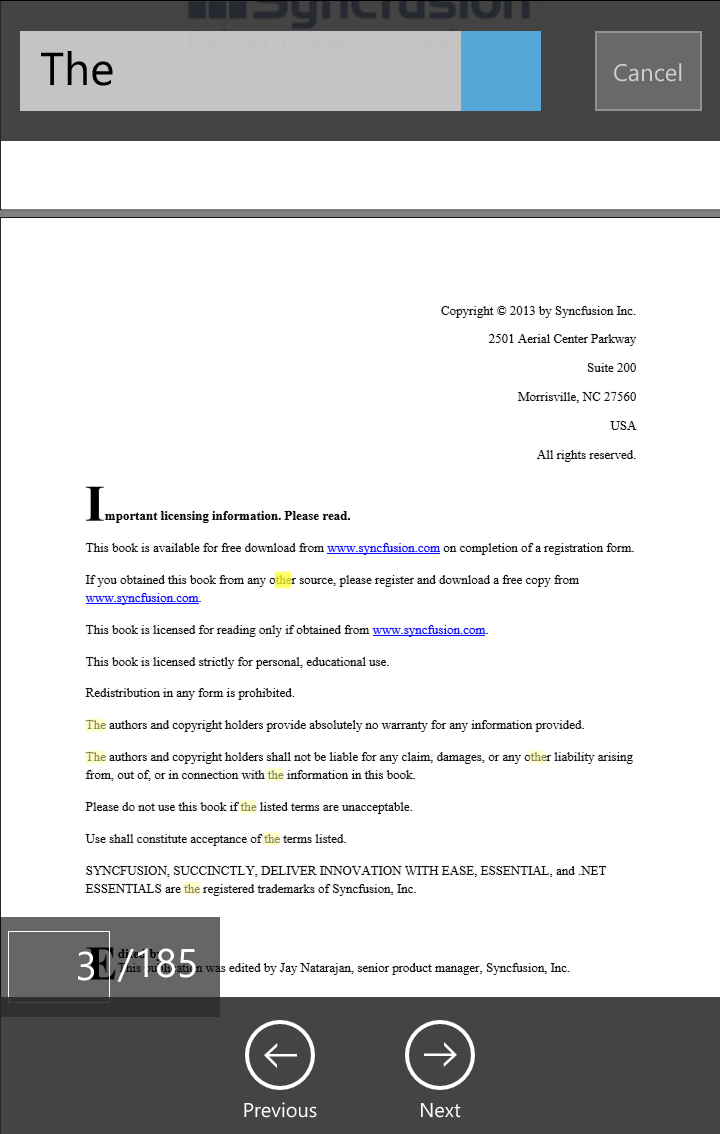 Syncfusion
Deliver innovation with
The
Cancel
Copyright © 2013 by Syncfusion Inc.
2501 Aerial Center Parkway
Suite 200
Morrisville, NC 27560
USA
All rights reserved.
Important licensing information. Please read.
This book is available for free download from www.syncfusion.com on completion of a registration form.
If you obtained this book from any other source, please register and download a free copy from
www.syncfusion.com.
This book is licensed for reading only if obtained from www.syncfusion.com.
This book is licensed strictly for personal, educational use.
Redistribution in any form is prohibited.
The authors and copyright holders provide absolutely no warranty for any information provided.
The authors and copyright holders shall not be liable for any claim, damages, or any other liability arising
from, out of, or in connection with the information in this book.
Please do not use this book if the listed terms are unacceptable.
Use shall constitute acceptance of the terms listed.
SYNCFUSION, SUCCINCTLY, DELIVER INNOVATION WITH EASE, ESSENTIAL, and .NET
ESSENTIALS are the registered trademarks of Syncfusion, Inc.
Edited by
This publication was edited by Jay Natarajan, senior product manager, Syncfusion, Inc.
3 /185
Previous Next